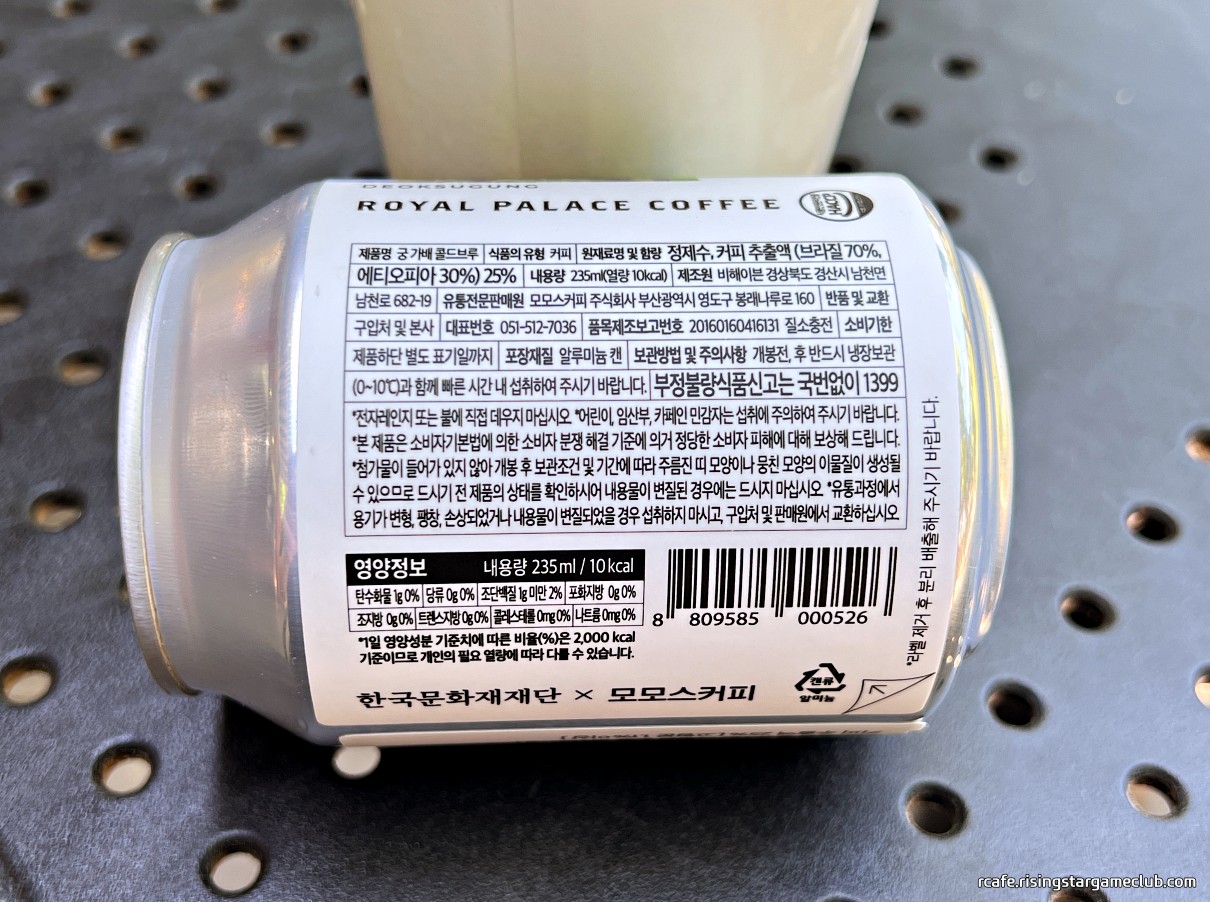 DEOKSUGUNG
ROYAL PALACE COFFEE
HACCP
제품명 궁 가배 콜드브루 식품의 유형 커피 원재료명 및 함량 정제수, 커피 추출액 (브라질 70%,
에티오피아 30%) 25% 내용량 235ml(열량 10kcal) 제조원 비해이븐 경상북도 경산시 남천면
남천로 682-19 유통전문판매원 모모스커피 주식회사 부산광역시 영도구 봉래나루로 160 반품 및 교환
구입처 및 본사 대표번호 051-512-7036 품목제조보고번호 20160160416131 질소충전 소비기한
제품하단 별도 표기일까지 포장재질 알루미늄 캔 보관방법 및 주의사항 개봉전, 후 반드시 냉장보관
(0~10℃)과 함께 빠른 시간 내 섭취하여 주시기 바랍니다. 부정불량식품신고는 국번없이 1399
*전자레인지 또는 불에 직접 데우지 마십시오 *어린이, 임산부, 카페인 민감자는 섭취에 주의하여 주시기 바랍니다.
*본 제품은 소비자기본법에 의한 소비자 분쟁 해결 기준에 의거 정당한 소비자 피해에 대해 보상해 드립니다.
*첨가물이 들어가 있지 않아 개봉 후 보관조건 및 기간에 따라 주름진 띠 모양이나 뭉친 모양의 이물질이 생성될
수 있으므로 드시기 전 제품의 상태를 확인하시어 내용물이 변질된 경우에는 드시지 마십시오. *유통과정에서
용기가 변형, 팽창, 손상되었거나 내용물이 변질되었을 경우 섭취하지 마시고, 구입처 및 판매원에서 교환하십시오
영양정보 내용량 235ml / 10kcal
탄수화물 1g 0% 당류 0g 0% 조단백질 1g 미만 2% 포화지방 0g 0%
조지방 0g 0% 트랜스지방 0g 0% 콜레스테롤 0mg 0% 나트륨 0mg 0%
*1일 영양성분 기준치에 따른 비율(%)은 2,000 kcal
기준이므로 개인의 필요 열량에 따라 다를 수 있습니다.
8 809585 000526
*라벨 제거 후 분리 배출해 주시기 바랍니다.
한국문화재재단 × 모모스커피
캔류
알미늄
rcafe.risingstargameclub.com